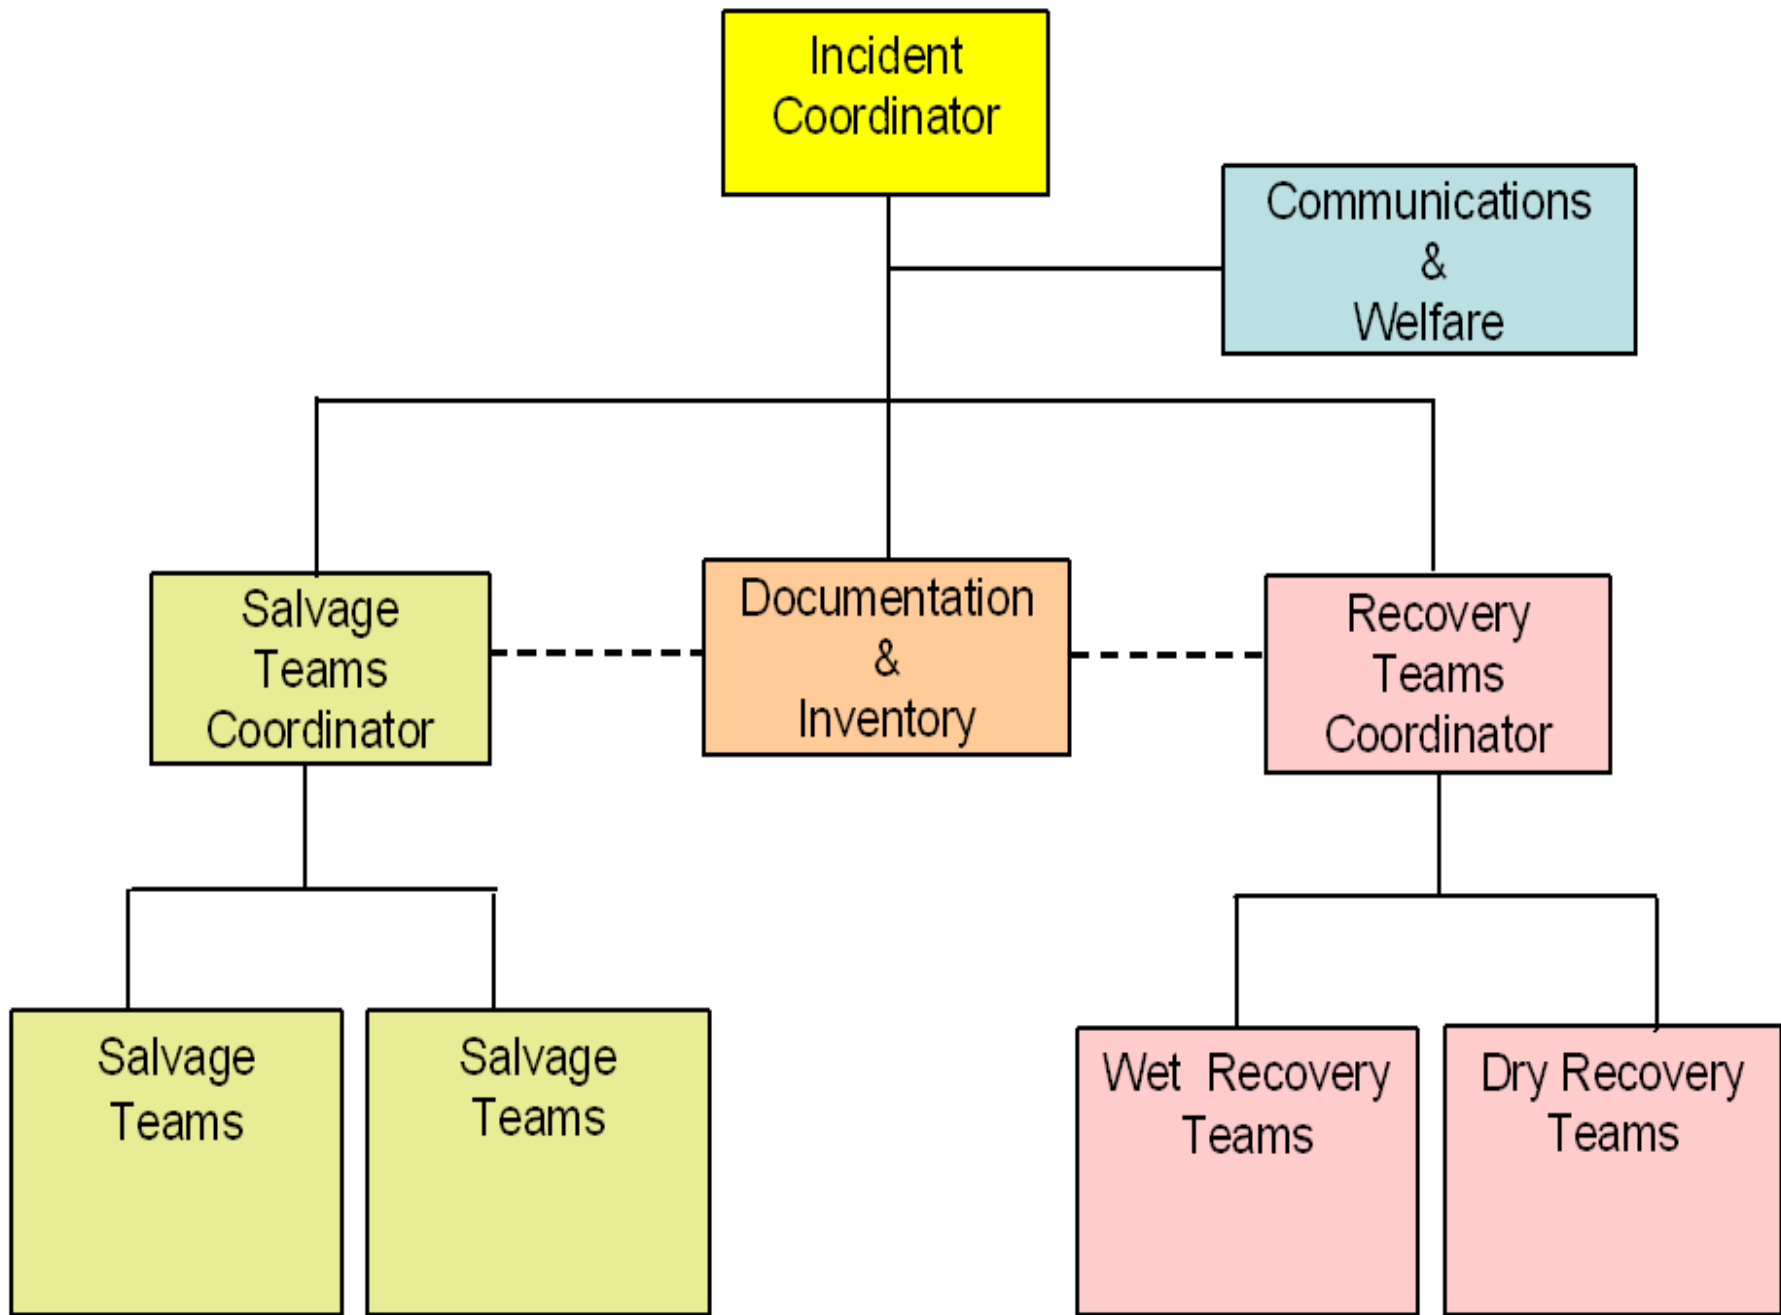 Incident
Coordinator
Communications
&
Welfare
Salvage
Teams
Coordinator
Documentation
&
Inventory
Recovery
Teams
Coordinator
Salvage
Teams
Salvage
Teams
Wet  Recovery
Teams
Dry Recovery
Teams